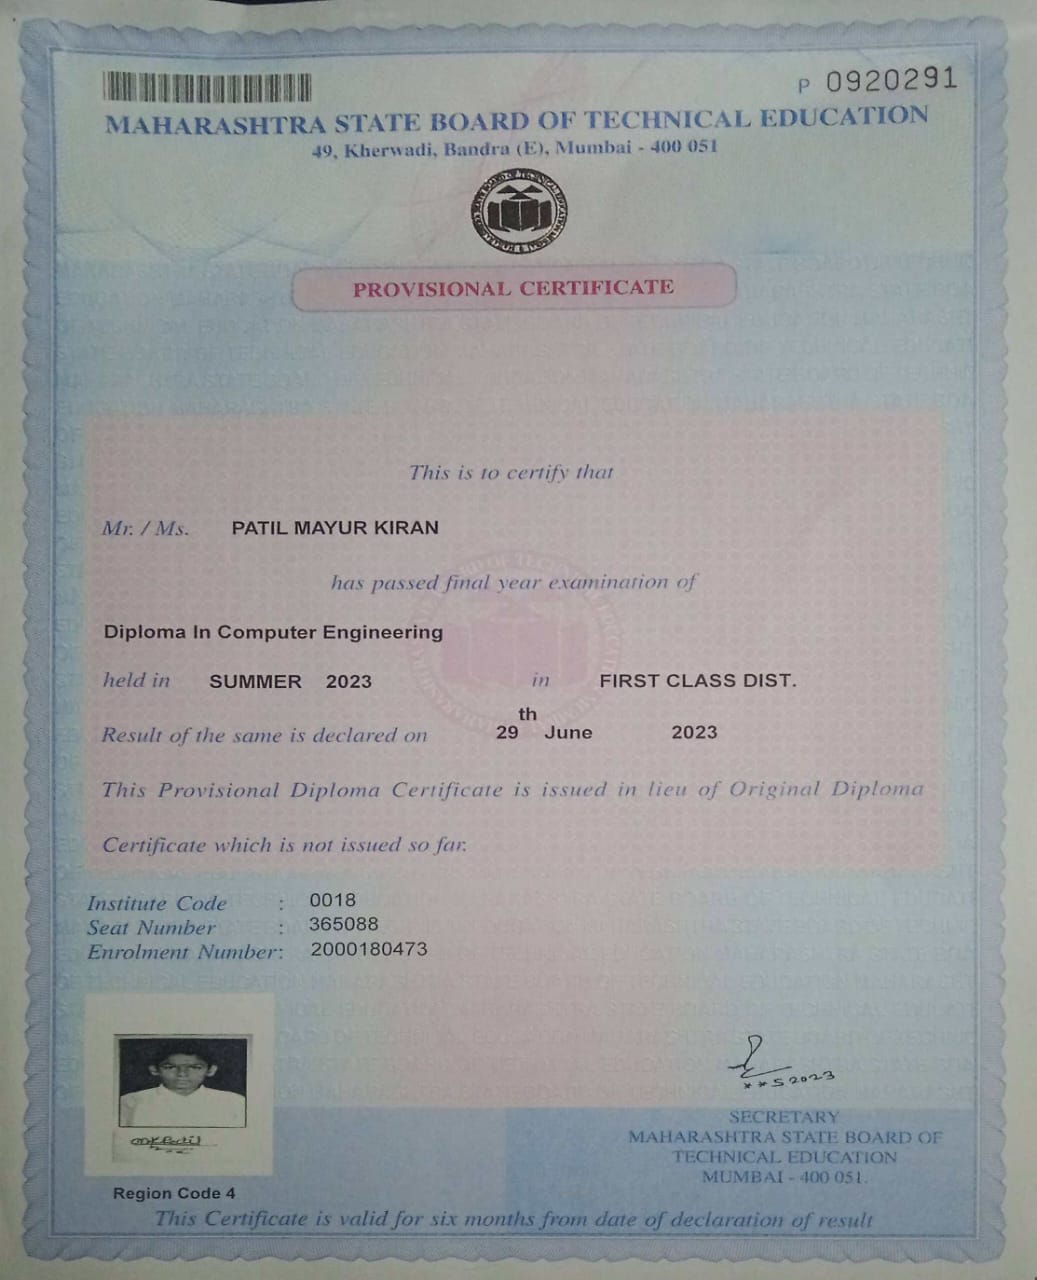 P 0920291
MAHARASHTRA STATE BOARD OF TECHNICAL EDUCATION
49, Kherwadi, Bandra (E), Mumbai - 400 051
PROVISIONAL CERTIFICATE
This is to certify that
Mr. / Ms. PATIL MAYUR KIRAN
has passed final year examination of
Diploma In Computer Engineering
held in SUMMER 2023 in FIRST CLASS DIST.
Result of the same is declared on 29th June 2023
This Provisional Diploma Certificate is issued in lieu of Original Diploma
Certificate which is not issued so far.
Institute Code : 0018
Seat Number : 365088
Enrolment Number: 2000180473
MKPatil
**S2023
SECRETARY
MAHARASHTRA STATE BOARD OF
TECHNICAL EDUCATION
MUMBAI - 400 051.
Region Code 4
This Certificate is valid for six months from date of declaration of result